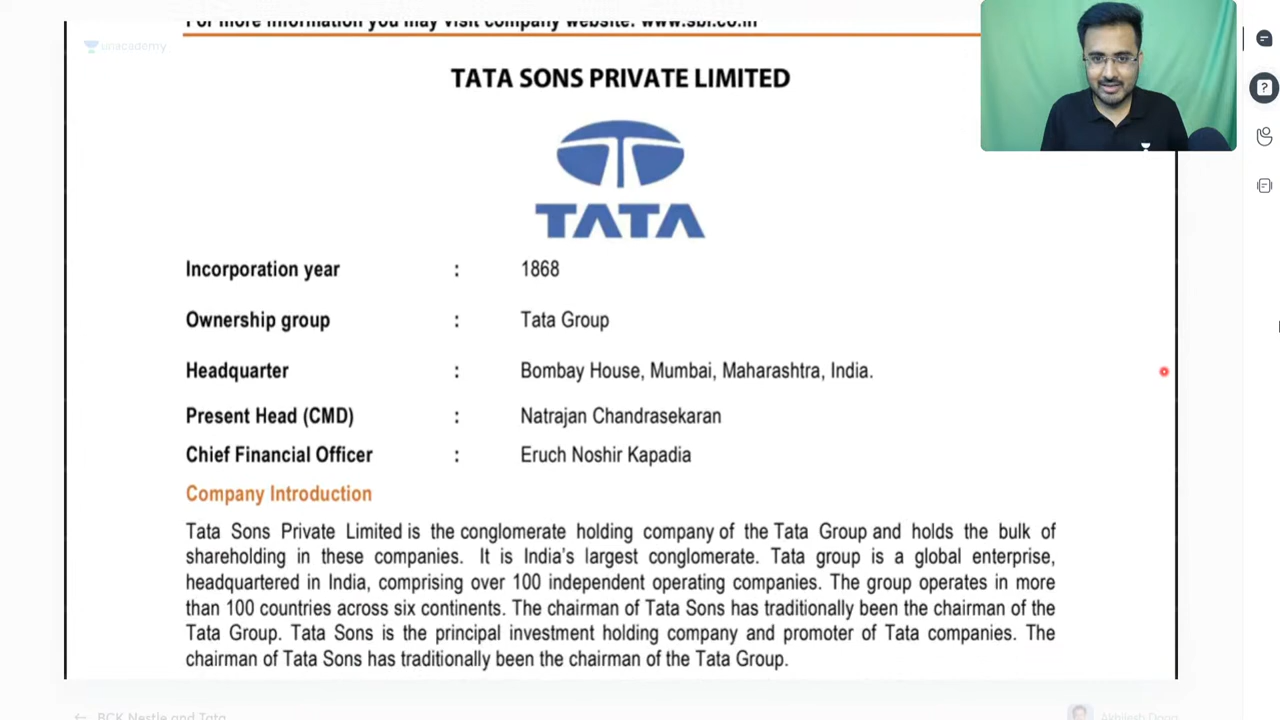 For more information you may visit company website: www.sbi.co.in
unacademy
TATA SONS PRIVATE LIMITED
TATA
Incorporation year : 1868
Ownership group : Tata Group
Headquarter : Bombay House, Mumbai, Maharashtra, India.
Present Head (CMD) : Natrajan Chandrasekaran
Chief Financial Officer : Eruch Noshir Kapadia
Company Introduction
Tata Sons Private Limited is the conglomerate holding company of the Tata Group and holds the bulk of
shareholding in these companies. It is India's largest conglomerate. Tata group is a global enterprise,
headquartered in India, comprising over 100 independent operating companies. The group operates in more
than 100 countries across six continents. The chairman of Tata Sons has traditionally been the chairman of the
Tata Group. Tata Sons is the principal investment holding company and promoter of Tata companies. The
chairman of Tata Sons has traditionally been the chairman of the Tata Group.
BCK Nestle and Tata
Akhilesh Daga